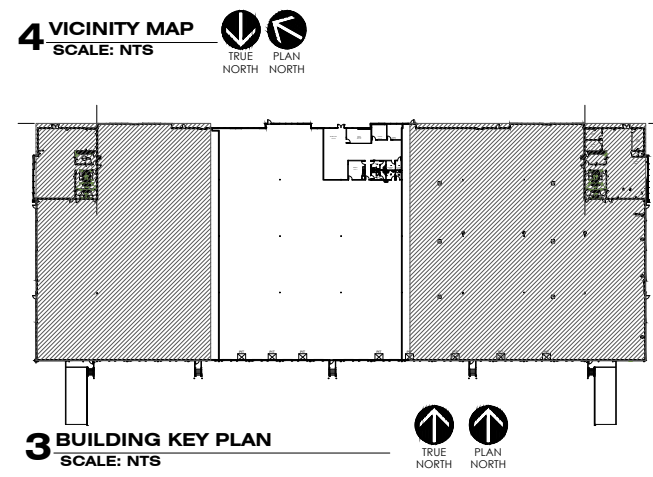 4 VICINITY MAP
SCALE: NTS
TRUE NORTH
PLAN NORTH
3 BUILDING KEY PLAN
SCALE: NTS
TRUE NORTH
PLAN NORTH